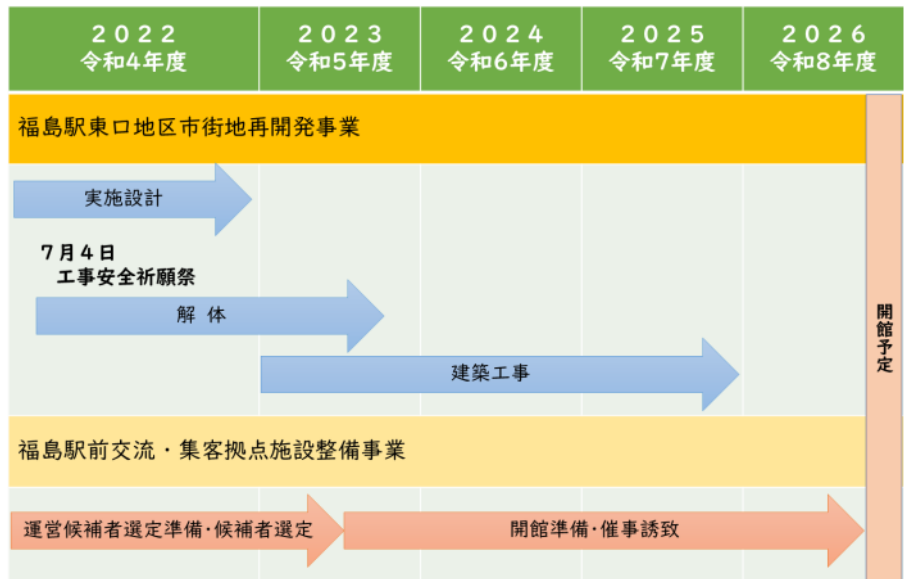 ２０２２ ２０２３ ２０２４ ２０２５ ２０２６
令和4年度 令和5年度 令和6年度 令和7年度 令和8年度
福島駅東口地区市街地再開発事業
実施設計
７月４日
工事安全祈願祭
解 体
建築工事
開館予定
福島駅前交流・集客拠点施設整備事業
運営候補者選定準備・候補者選定 開館準備・催事誘致